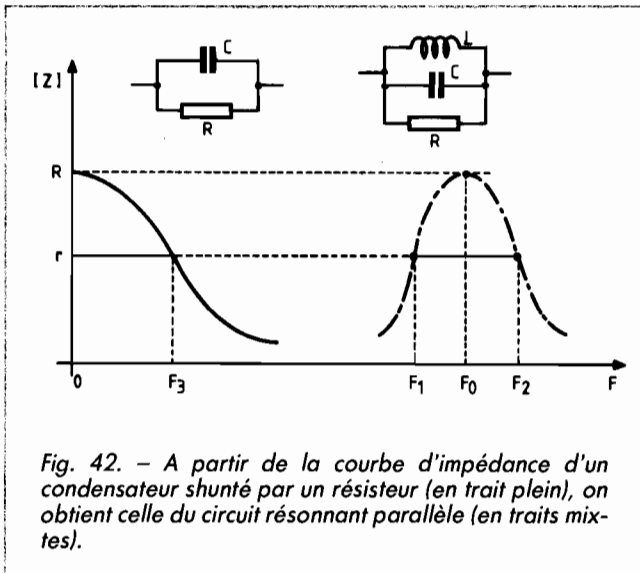 C
R
L
C
R
[Z]
R
r
0
F3
F1
F0
F2
F
Fig. 42. – A partir de la courbe d'impédance d'un
condensateur shunté par un résisteur (en trait plein), on
obtient celle du circuit résonnant parallèle (en traits mix-
tes).